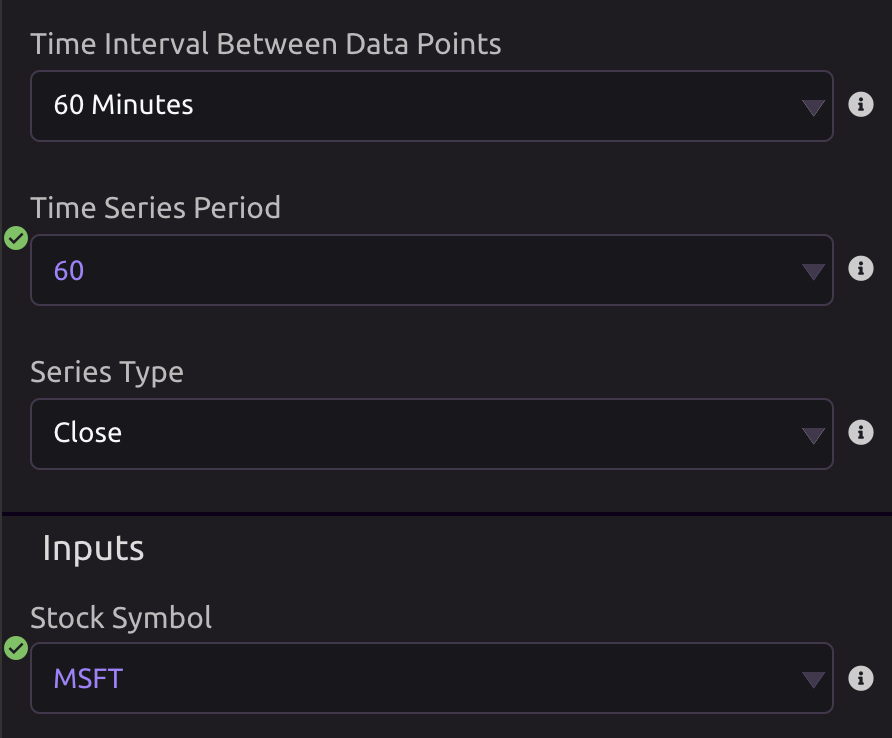 Time Interval Between Data Points
60 Minutes
Time Series Period
60
Series Type
Close
Inputs
Stock Symbol
MSFT